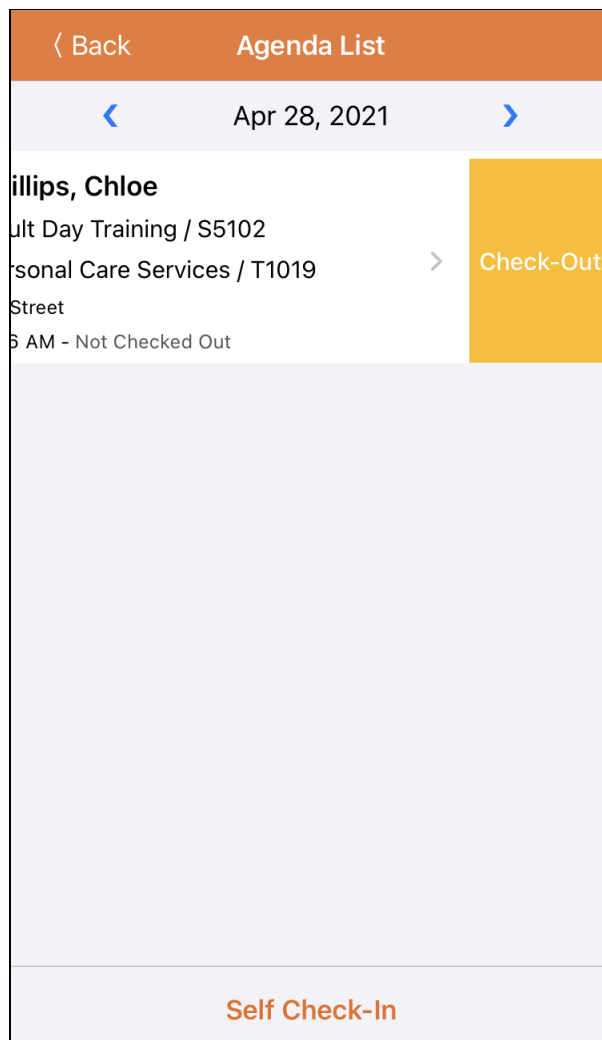 〈 Back Agenda List
❮ Apr 28, 2021 ❯
illips, Chloe
ult Day Training / S5102
rsonal Care Services / T1019
Street
6 AM - Not Checked Out
Check-Out
Self Check-In